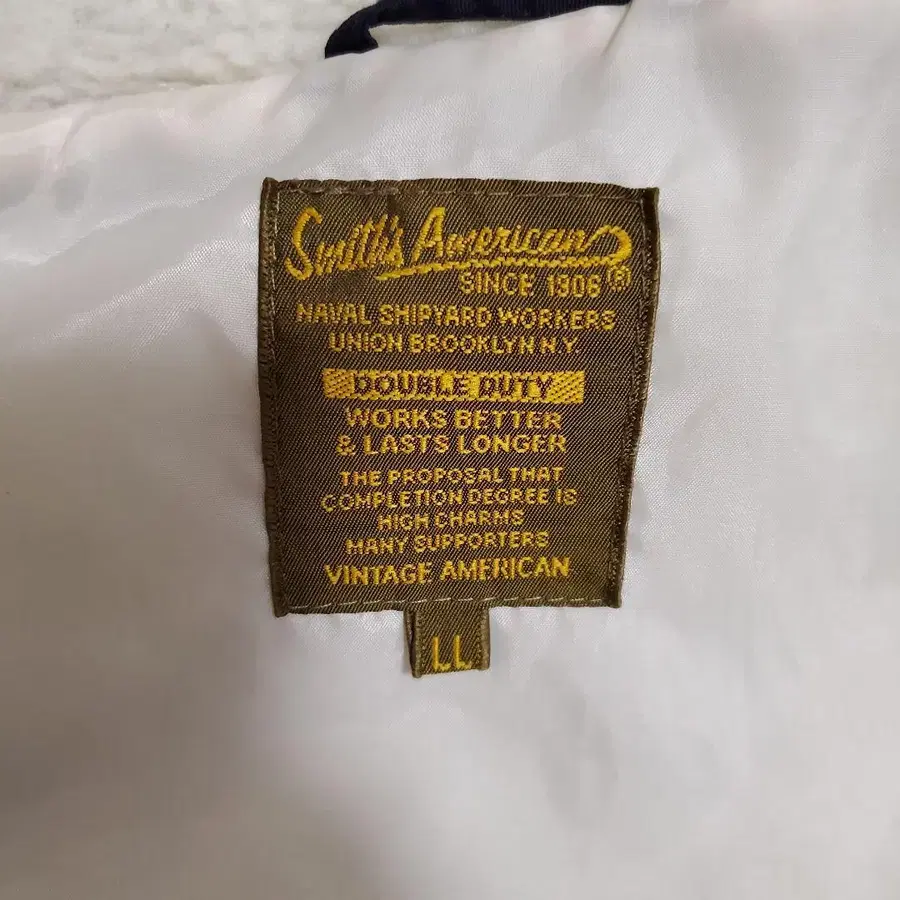 Smith's American
SINCE 1906 ®
NAVAL SHIPYARD WORKERS
UNION BROOKLYN N.Y.
DOUBLE DUTY
WORKS BETTER
& LASTS LONGER
THE PROPOSAL THAT
COMPLETION DEGREE IS
HIGH CHARMS
MANY SUPPORTERS
VINTAGE AMERICAN
LL